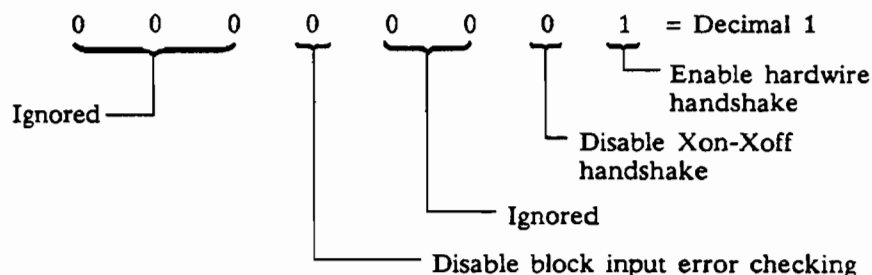 0 0 0 0 0 0 0 1 = Decimal 1
Enable hardwire
handshake
Ignored
Disable Xon-Xoff
handshake
Ignored
Disable block input error checking